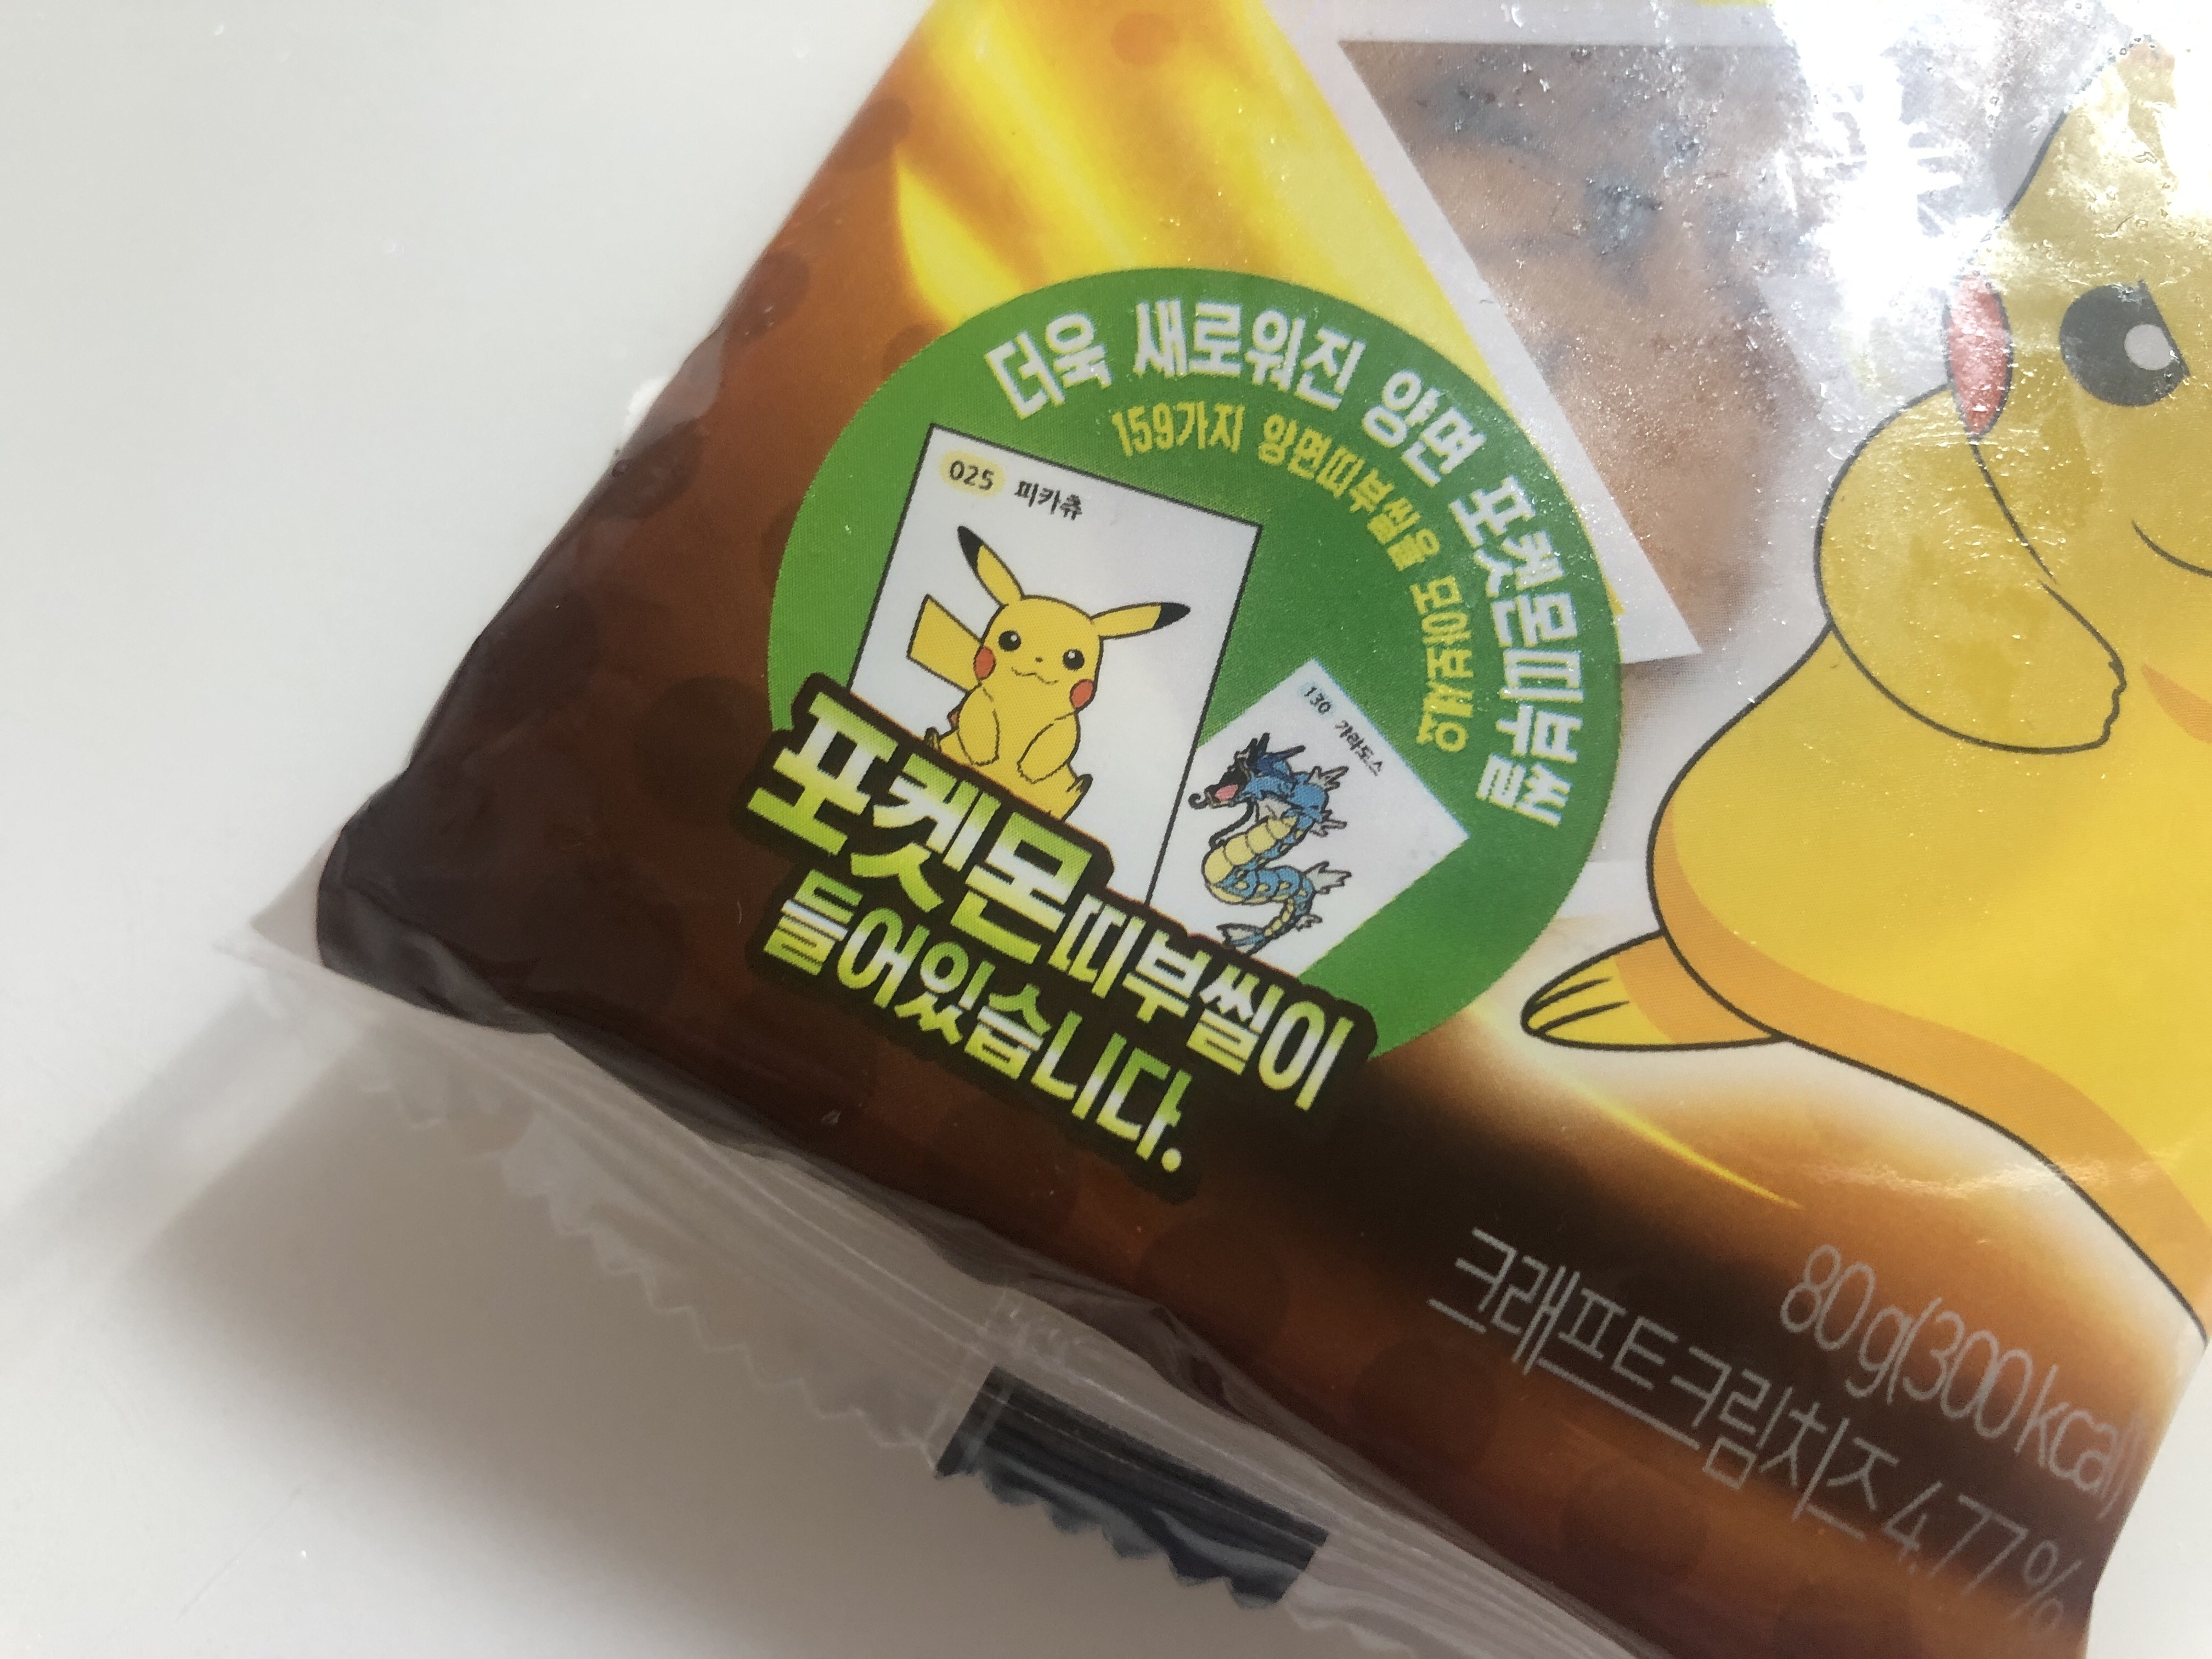 더욱 새로워진 양면 포켓몬띠부씰
159가지 양면띠부씰을 모아보세요
025 피카츄
130 갸라도스
포켓몬띠부씰이
들어있습니다.
80g(300kcal)
크래프트크림치즈 4.77%